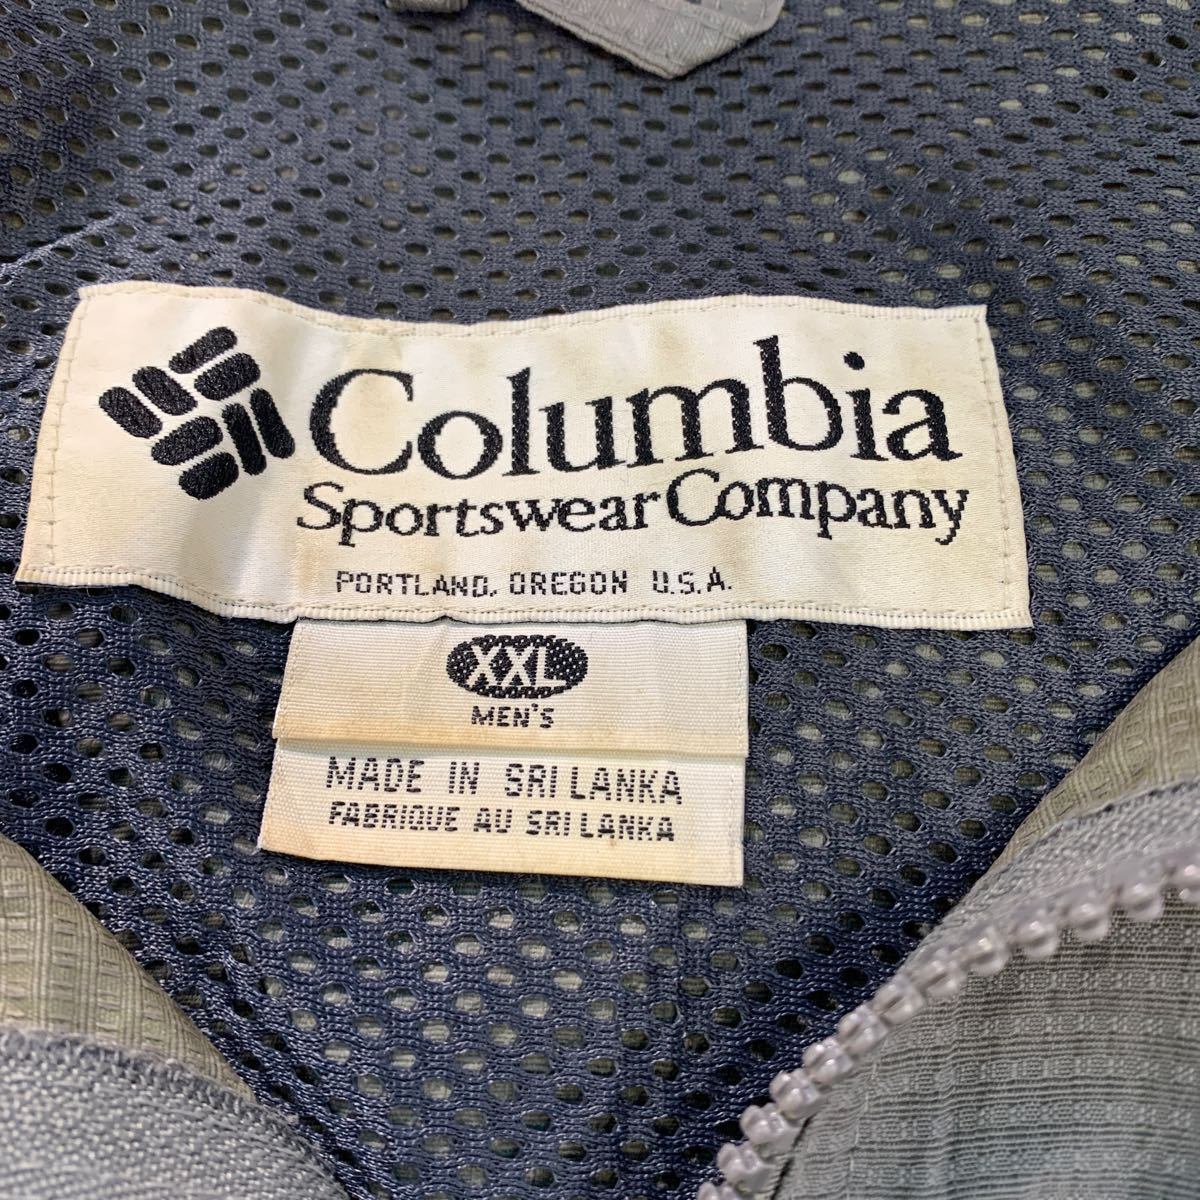 Columbia
Sportswear Company
PORTLAND, OREGON U.S.A.
XXL
MEN'S
MADE IN SRI LANKA
FABRIQUE AU SRI LANKA